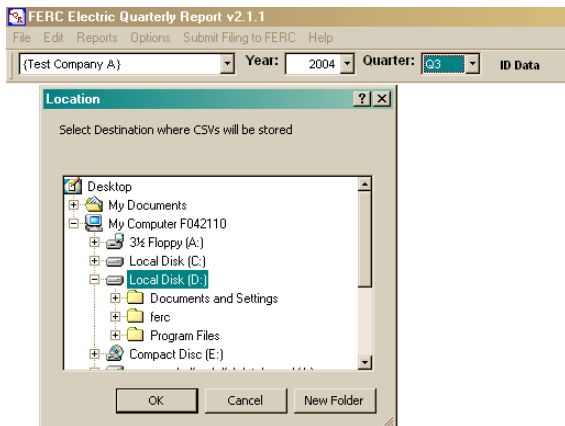 FERC Electric Quarterly Report v2.1.1
File Edit Reports Options Submit Filing to FERC Help
{Test Company A} Year: 2004 Quarter: Q3 ID Data
Location
Select Destination where CSVs will be stored
Desktop
My Documents
My Computer F042110
3½ Floppy (A:)
Local Disk (C:)
Local Disk (D:)
Documents and Settings
ferc
Program Files
Compact Disc (E:)
OK Cancel New Folder